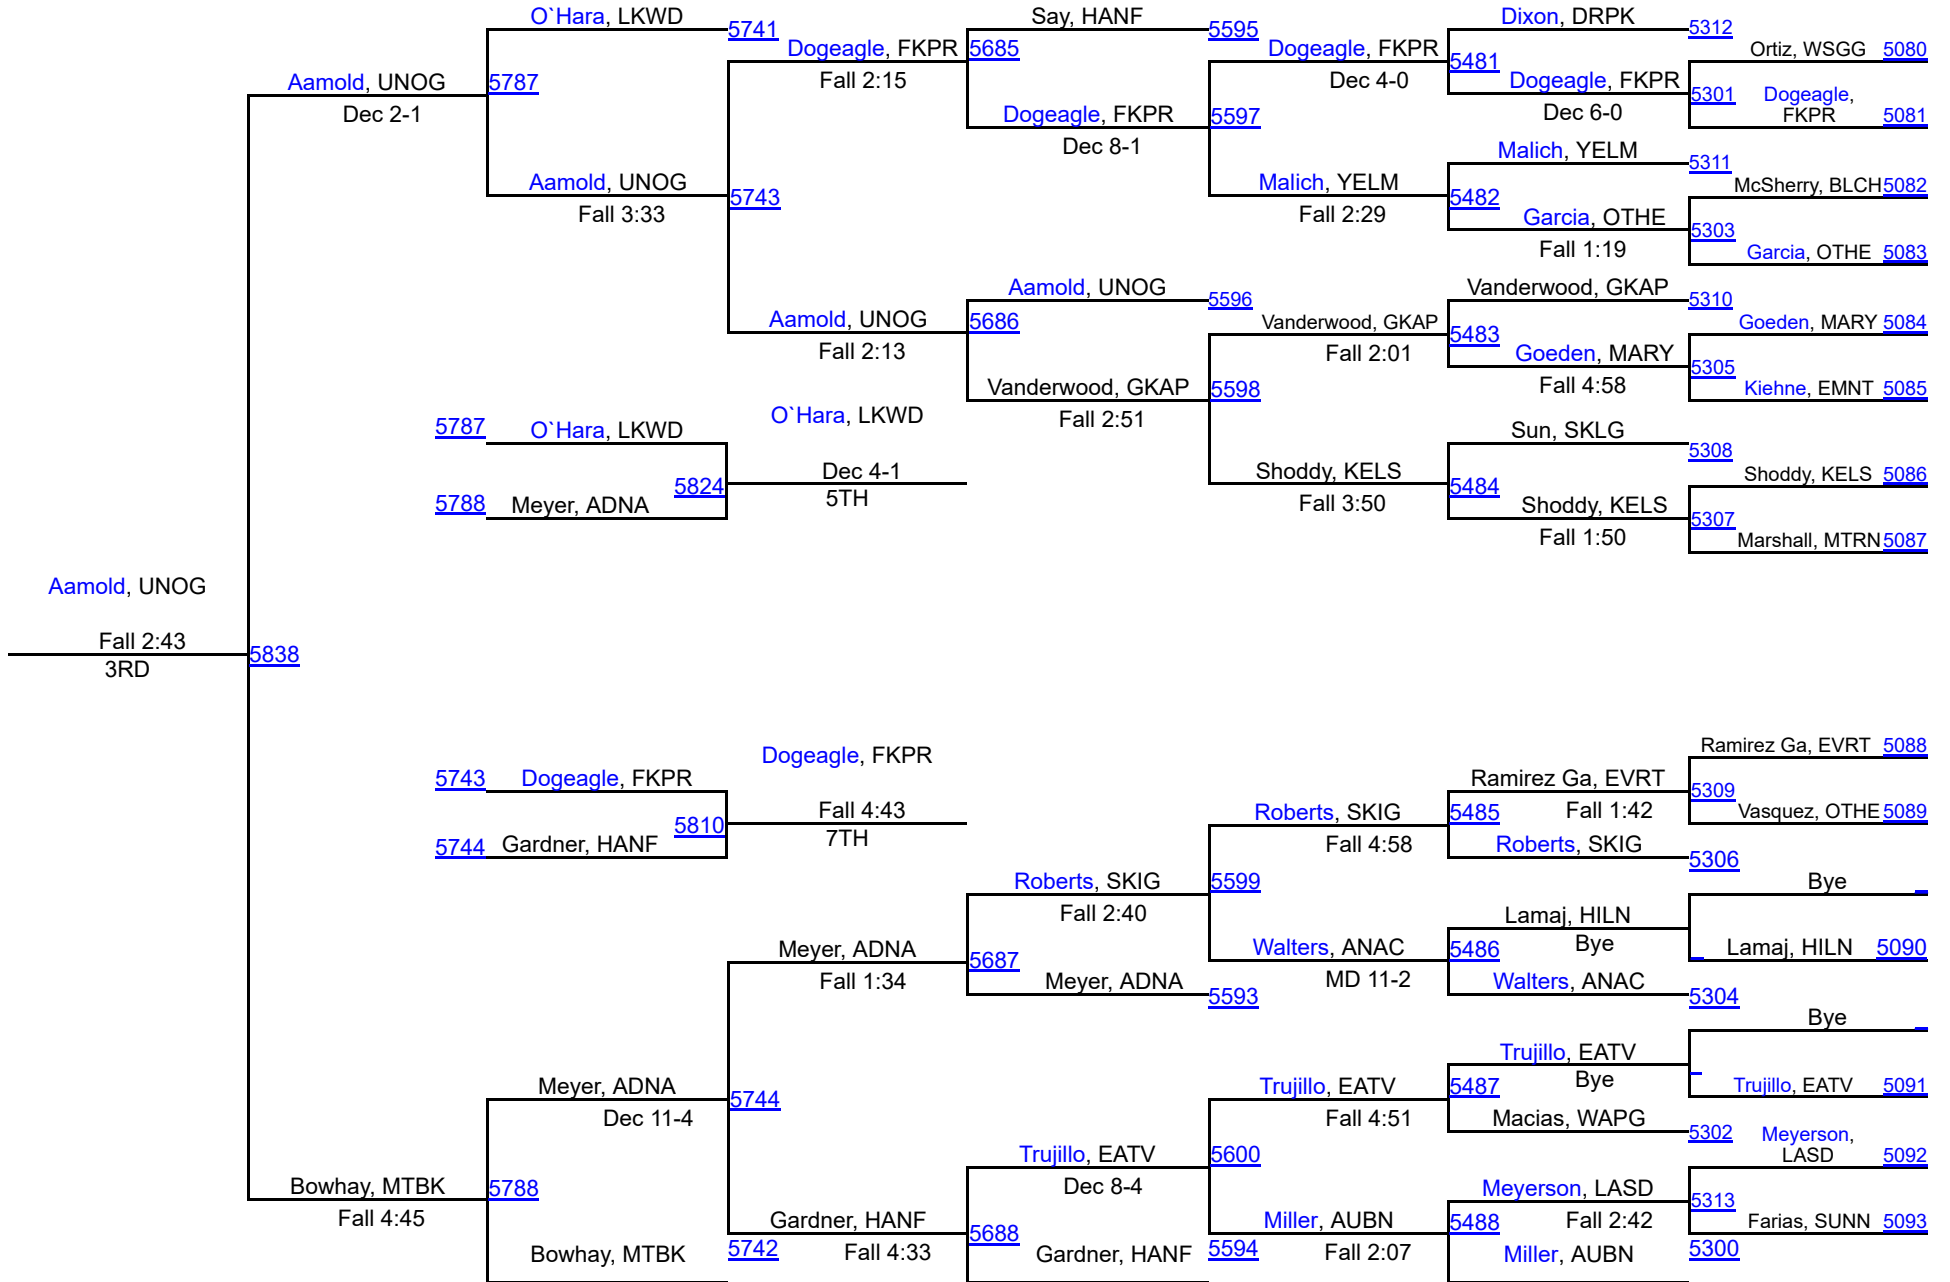 O`Hara, LKWD
5741
Say, HANF
5595
Dixon, DRPK
5312
Ortiz, WSGG 5080
Dogeagle, FKPR
5685
Dogeagle, FKPR
5481
Fall 2:15
Dec 4-0
Aamold, UNOG
5787
Dogeagle, FKPR
5301
Dogeagle,
FKPR 5081
Dec 2-1
Dogeagle, FKPR
5597
Dec 6-0
Dec 8-1
Malich, YELM
5311
Aamold, UNOG
5743
Malich, YELM
5482
McSherry, BLCH 5082
Fall 3:33
Fall 2:29
Garcia, OTHE
5303
Fall 1:19
Garcia, OTHE 5083
Aamold, UNOG
5596
Vanderwood, GKAP
5310
Aamold, UNOG
5686
Vanderwood, GKAP
5483
Goeden, MARY 5084
Fall 2:13
Fall 2:01
Goeden, MARY
5305
Fall 4:58
Kiehne, EMNT 5085
Vanderwood, GKAP
5598
Fall 2:51
O`Hara, LKWD
5787 O`Hara, LKWD
Sun, SKLG
5308
Dec 4-1
5TH
5824
Shoddy, KELS
5484
Shoddy, KELS 5086
Fall 3:50
5788 Meyer, ADNA
Shoddy, KELS
5307
Fall 1:50
Marshall, MTRN 5087
Aamold, UNOG
Fall 2:43
3RD
5838
Dogeagle, FKPR
Ramirez Ga, EVRT 5088
5743 Dogeagle, FKPR
Ramirez Ga, EVRT
5309
Fall 4:43
7TH
5810
Roberts, SKIG
5485
Fall 1:42
Vasquez, OTHE 5089
5744 Gardner, HANF
Fall 4:58
Roberts, SKIG
5306
Roberts, SKIG
5599
Bye
Fall 2:40
Lamaj, HILN
Bye
Meyer, ADNA
5687
Walters, ANAC
5486
Lamaj, HILN 5090
Fall 1:34
Meyer, ADNA
5593
MD 11-2
Walters, ANAC
5304
Bye
Trujillo, EATV
Bye
Meyer, ADNA
5744
Trujillo, EATV
5487
Trujillo, EATV 5091
Dec 11-4
Fall 4:51
Macias, WAPG
5302
Meyerson,
LASD 5092
Trujillo, EATV
5600
Dec 8-4
Bowhay, MTBK
5788
Meyerson, LASD
5313
Fall 4:45
Gardner, HANF
5688
Miller, AUBN
5488
Fall 2:42
Farias, SUNN 5093
Bowhay, MTBK
5742
Fall 4:33
Gardner, HANF
5594
Fall 2:07
Miller, AUBN
5300